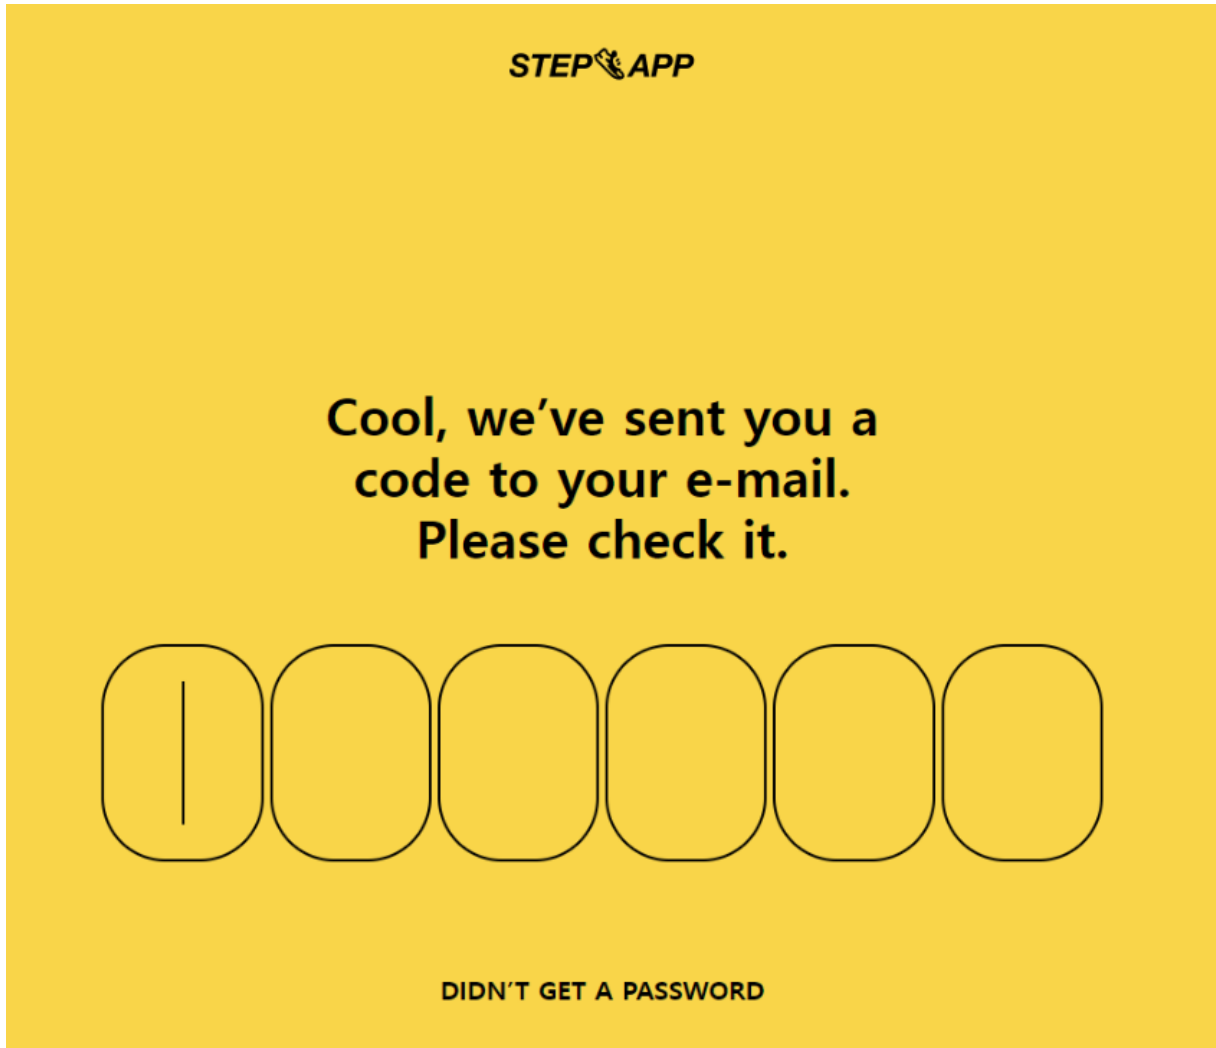 STEP APP
Cool, we’ve sent you a
code to your e-mail.
Please check it.
DIDN’T GET A PASSWORD